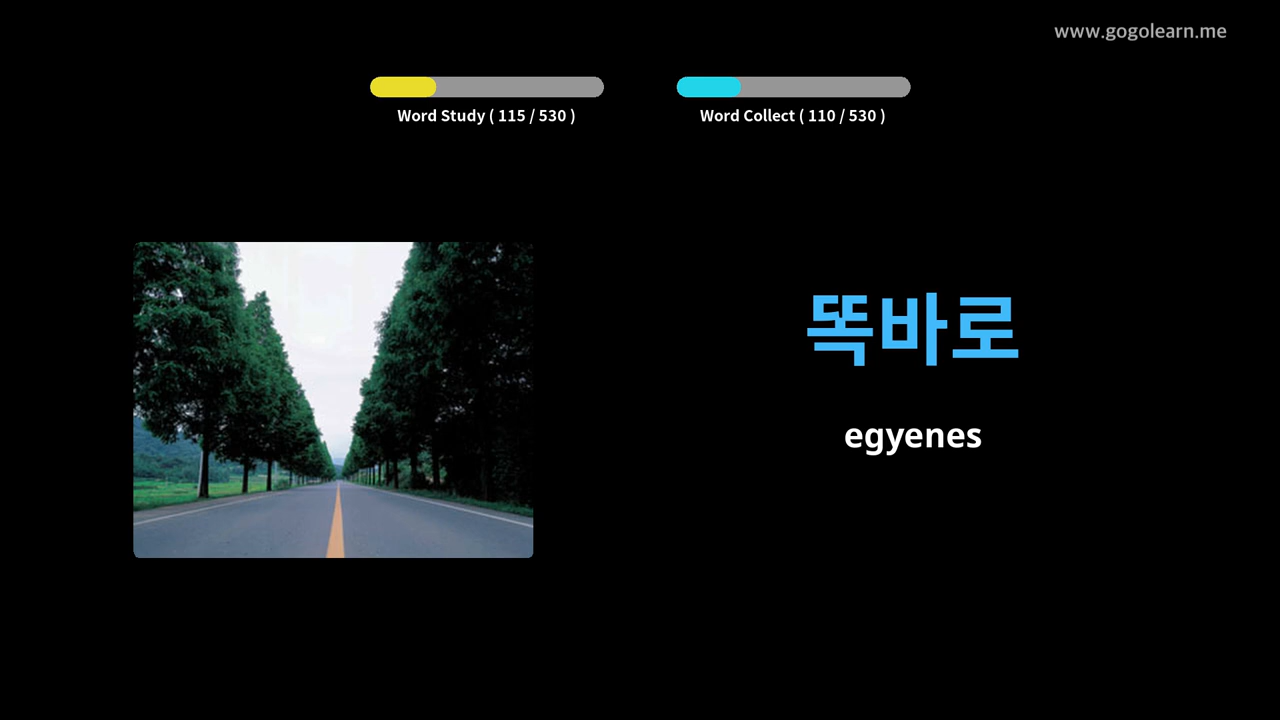 www.gogolearn.me
Word Study ( 115 / 530 )
Word Collect ( 110 / 530 )
똑바로
egyenes